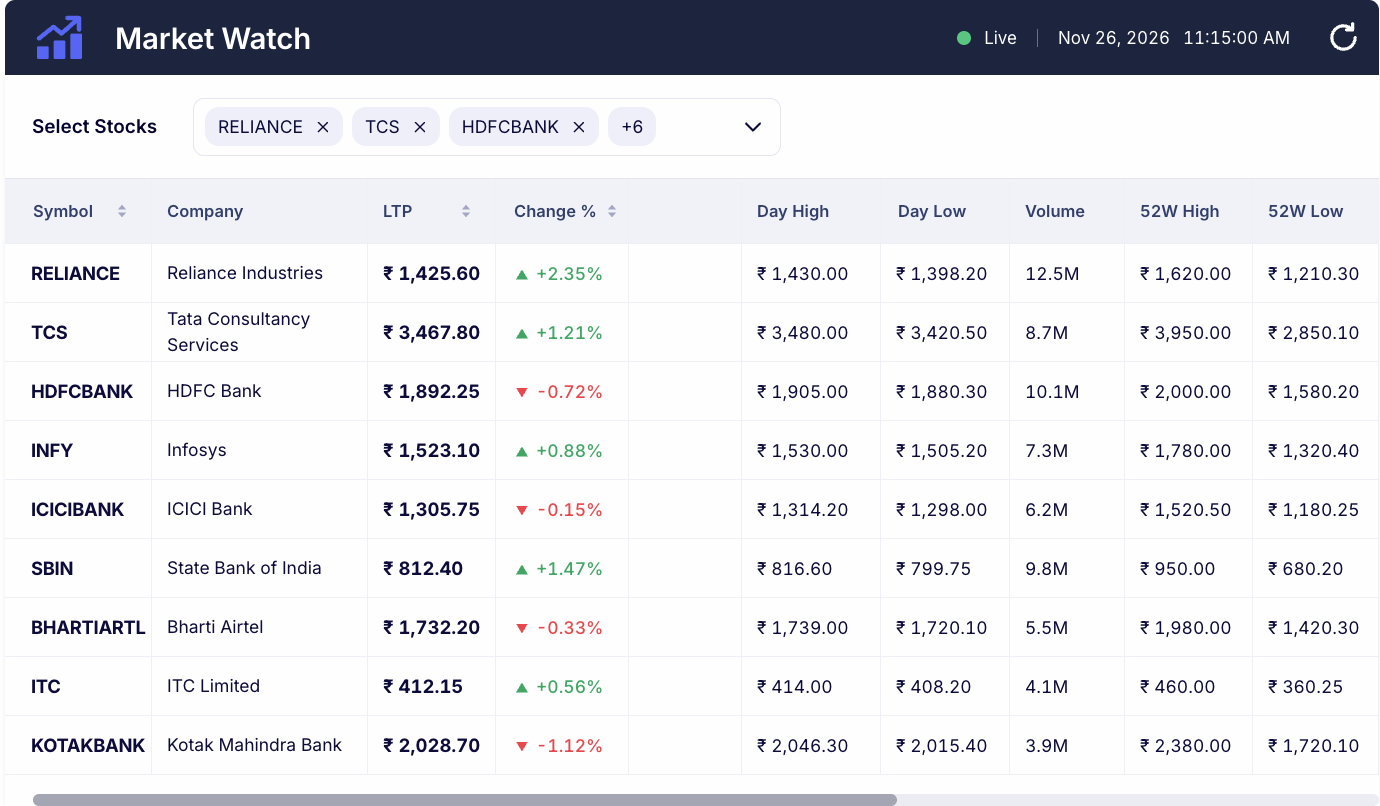 Market Watch Live Nov 26, 2026 11:15:00 AM
Select Stocks RELIANCE × TCS × HDFCBANK × +6
Symbol Company LTP Change % Day High Day Low Volume 52W High 52W Low
RELIANCE Reliance Industries ₹ 1,425.60 ▲ +2.35% ₹ 1,430.00 ₹ 1,398.20 12.5M ₹ 1,620.00 ₹ 1,210.30
TCS Tata Consultancy
Services ₹ 3,467.80 ▲ +1.21% ₹ 3,480.00 ₹ 3,420.50 8.7M ₹ 3,950.00 ₹ 2,850.10
HDFCBANK HDFC Bank ₹ 1,892.25 ▼ -0.72% ₹ 1,905.00 ₹ 1,880.30 10.1M ₹ 2,000.00 ₹ 1,580.20
INFY Infosys ₹ 1,523.10 ▲ +0.88% ₹ 1,530.00 ₹ 1,505.20 7.3M ₹ 1,780.00 ₹ 1,320.40
ICICIBANK ICICI Bank ₹ 1,305.75 ▼ -0.15% ₹ 1,314.20 ₹ 1,298.00 6.2M ₹ 1,520.50 ₹ 1,180.25
SBIN State Bank of India ₹ 812.40 ▲ +1.47% ₹ 816.60 ₹ 799.75 9.8M ₹ 950.00 ₹ 680.20
BHARTIARTL Bharti Airtel ₹ 1,732.20 ▼ -0.33% ₹ 1,739.00 ₹ 1,720.10 5.5M ₹ 1,980.00 ₹ 1,420.30
ITC ITC Limited ₹ 412.15 ▲ +0.56% ₹ 414.00 ₹ 408.20 4.1M ₹ 460.00 ₹ 360.25
KOTAKBANK Kotak Mahindra Bank ₹ 2,028.70 ▼ -1.12% ₹ 2,046.30 ₹ 2,015.40 3.9M ₹ 2,380.00 ₹ 1,720.10